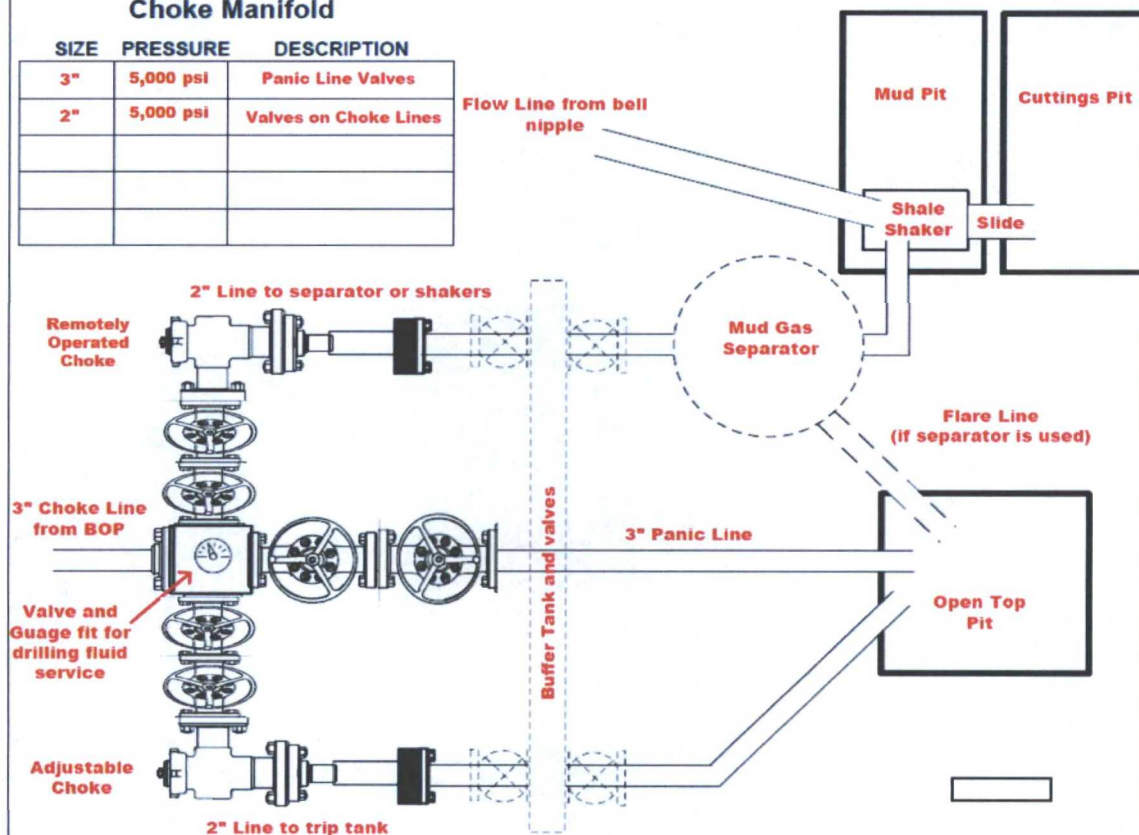 Choke Manifold
SIZE PRESSURE DESCRIPTION
3" 5,000 psi Panic Line Valves
2" 5,000 psi Valves on Choke Lines
Flow Line from bell
nipple
Mud Pit
Cuttings Pit
Shale
Shaker
Slide
2" Line to separator or shakers
Remotely
Operated
Choke
Mud Gas
Separator
Flare Line
(if separator is used)
3" Choke Line
from BOP
Buffer Tank and valves
3" Panic Line
Valve and
Guage fit for
drilling fluid
service
Open Top
Pit
Adjustable
Choke
2" Line to trip tank